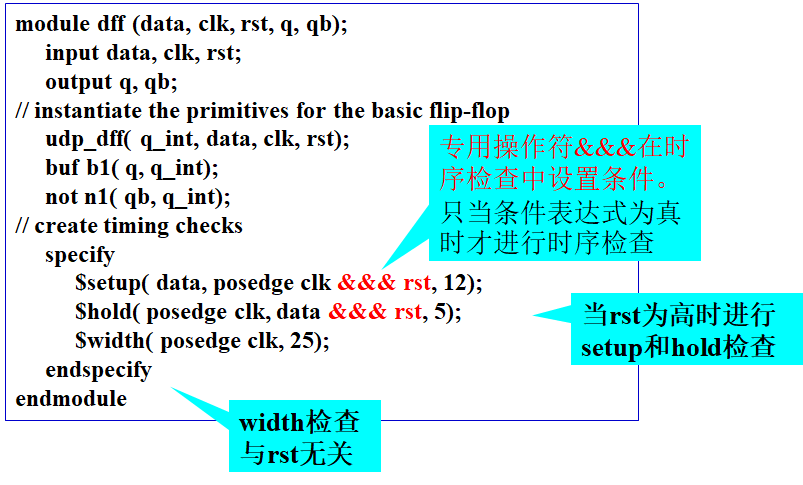 module dff (data, clk, rst, q, qb);
input data, clk, rst;
output q, qb;
// instantiate the primitives for the basic flip-flop
udp_dff( q_int, data, clk, rst);
buf b1( q, q_int);
not n1( qb, q_int);
// create timing checks
specify
$setup( data, posedge clk &&& rst, 12);
$hold( posedge clk, data &&& rst, 5);
$width( posedge clk, 25);
endspecify
endmodule
专用操作符&&&在时
序检查中设置条件。
只当条件表达式为真
时才进行时序检查
当rst为高时进行
setup和hold检查
width检查
与rst无关